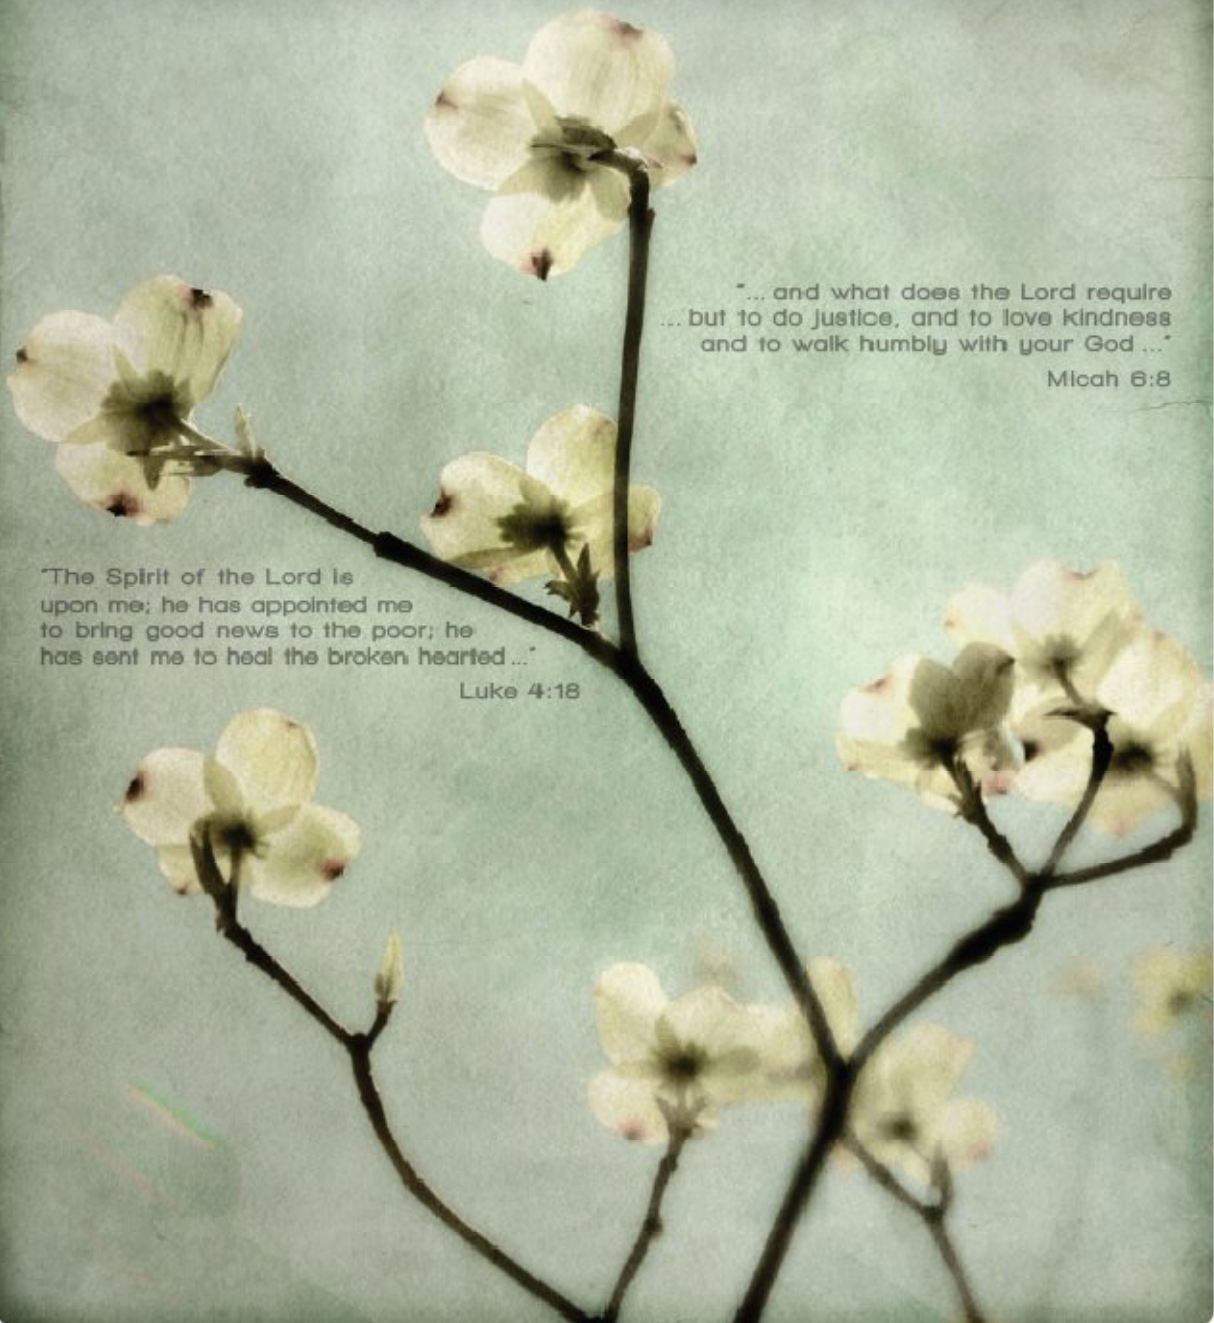 "... and what does the Lord require
... but to do justice, and to love kindness
and to walk humbly with your God ..."
Micah 6:8
"The Spirit of the Lord is
upon me; he has appointed me
to bring good news to the poor; he
has sent me to heal the broken hearted ..."
Luke 4:18